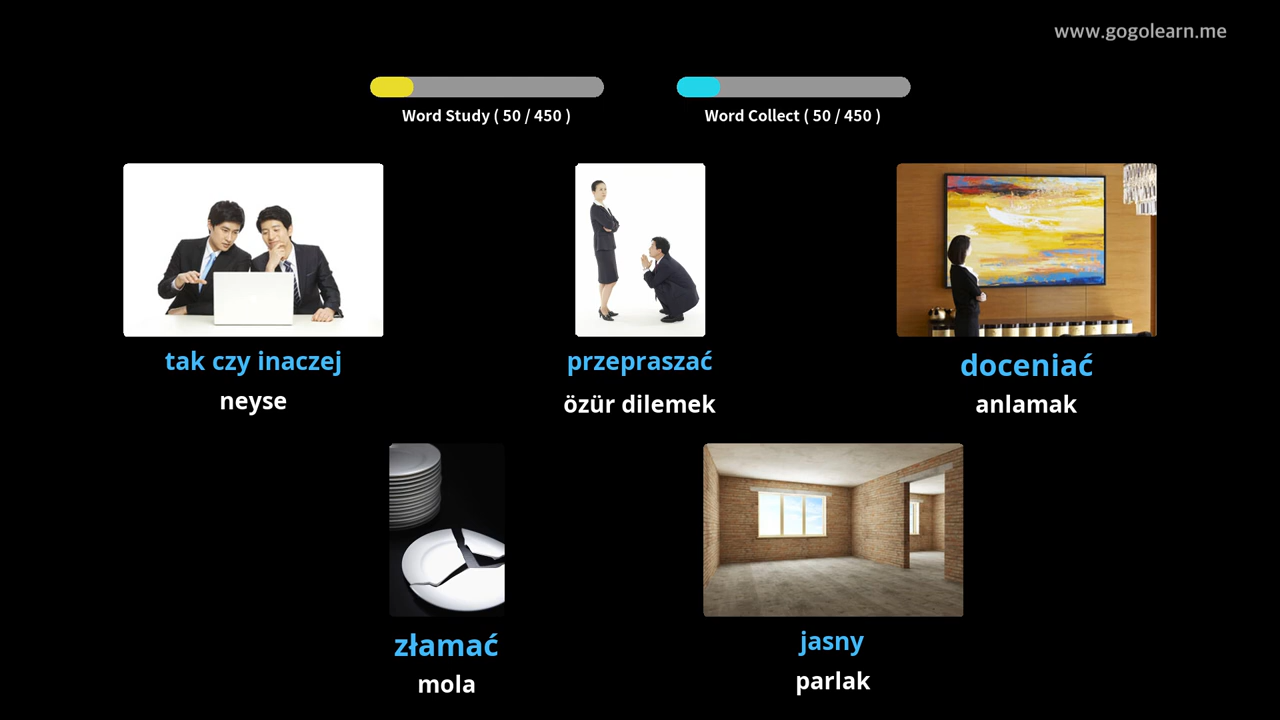 www.gogolearn.me
Word Study ( 50 / 450 )
Word Collect ( 50 / 450 )
tak czy inaczej
neyse
przepraszać
özür dilemek
doceniać
anlamak
złamać
mola
jasny
parlak